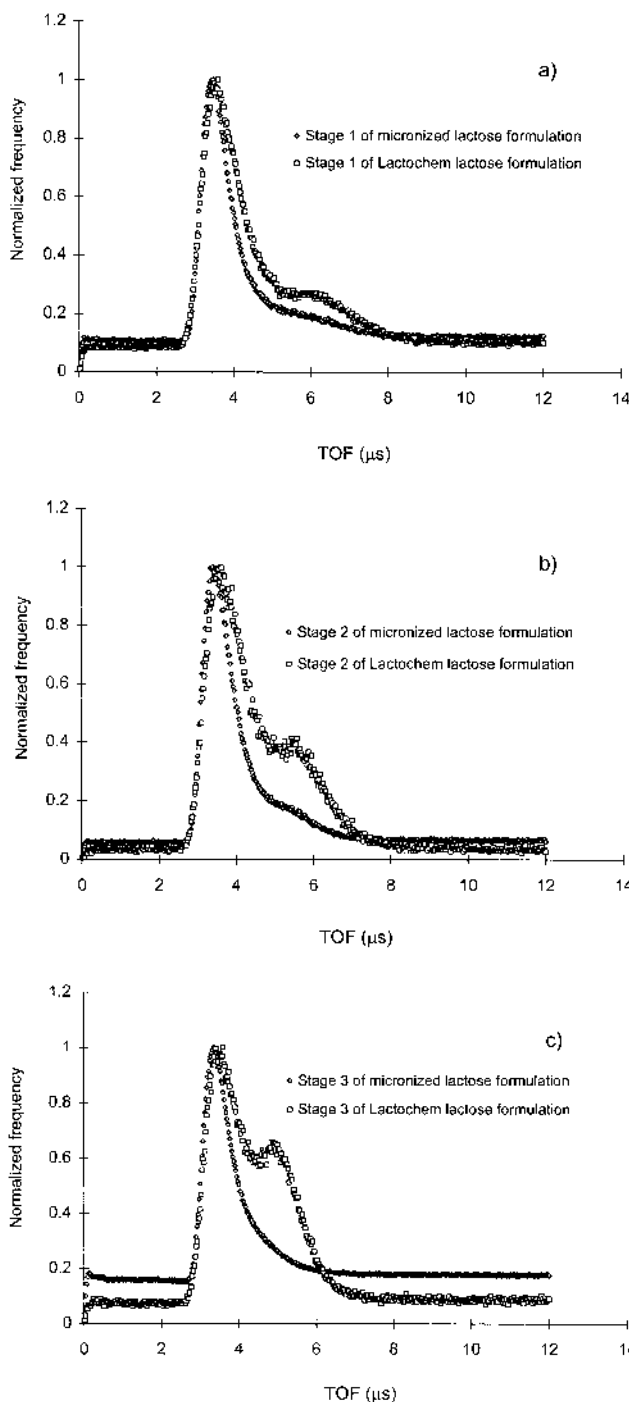 1.2
a)
1
Stage 1 of micronized lactose formulation
Stage 1 of Lactochem lactose formulation
0.8
0.6
0.4
0.2
0
Normalized frequency
0 2 4 6 8 10 12 14
TOF (μs)
1.2
b)
1
Stage 2 of micronized lactose formulation
Stage 2 of Lactochem lactose formulation
0.8
0.6
0.4
0.2
0
Normalized frequency
0 2 4 6 8 10 12 14
TOF (μs)
1.2
c)
1
Stage 3 of micronized lactose formulation
Stage 3 of Lactochem lactose formulation
0.8
0.6
0.4
0.2
0
Normalized frequency
0 2 4 6 8 10 12 14
TOF (μs)